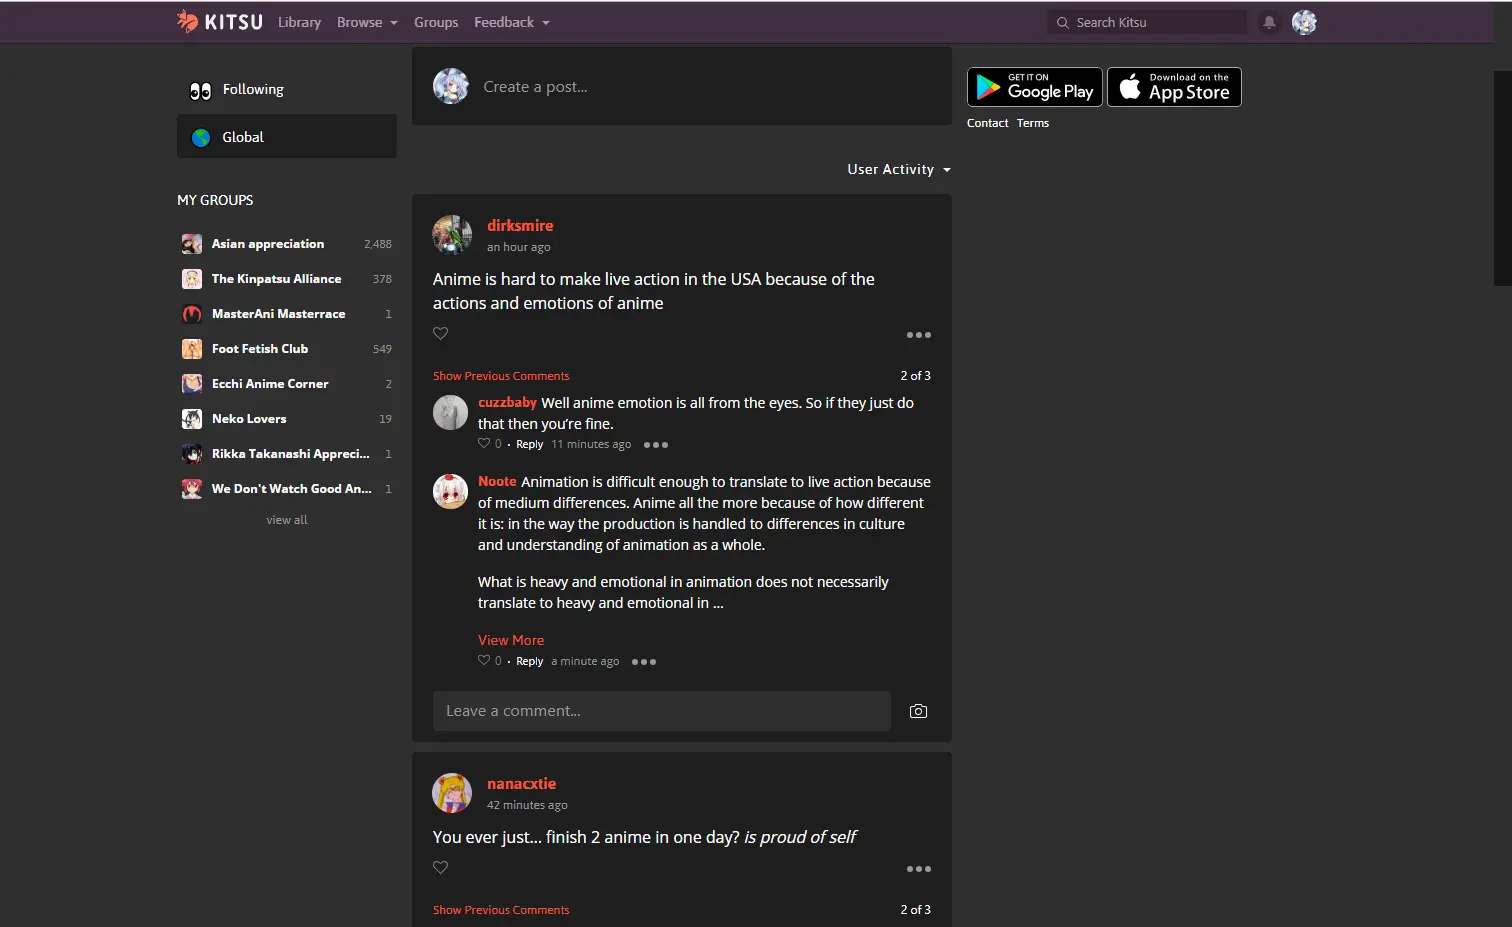 KITSU Library Browse Groups Feedback Search Kitsu
Following
Global
MY GROUPS
Asian appreciation 2,488
The Kinpatsu Alliance 378
MasterAni Masterrace 1
Foot Fetish Club 549
Ecchi Anime Corner 2
Neko Lovers 19
Rikka Takanashi Appreci... 1
We Don't Watch Good An... 1
view all
Create a post...
User Activity
dirksmire
an hour ago
Anime is hard to make live action in the USA because of the
actions and emotions of anime
Show Previous Comments 2 of 3
cuzzbaby Well anime emotion is all from the eyes. So if they just do
that then you’re fine.
0 · Reply 11 minutes ago
Noote Animation is difficult enough to translate to live action because
of medium differences. Anime all the more because of how different
it is: in the way the production is handled to differences in culture
and understanding of animation as a whole.
What is heavy and emotional in animation does not necessarily
translate to heavy and emotional in ...
View More
0 · Reply a minute ago
Leave a comment...
nanacxtie
42 minutes ago
You ever just... finish 2 anime in one day? is proud of self
Show Previous Comments 2 of 3
GET IT ON
Google Play
Download on the
App Store
Contact Terms